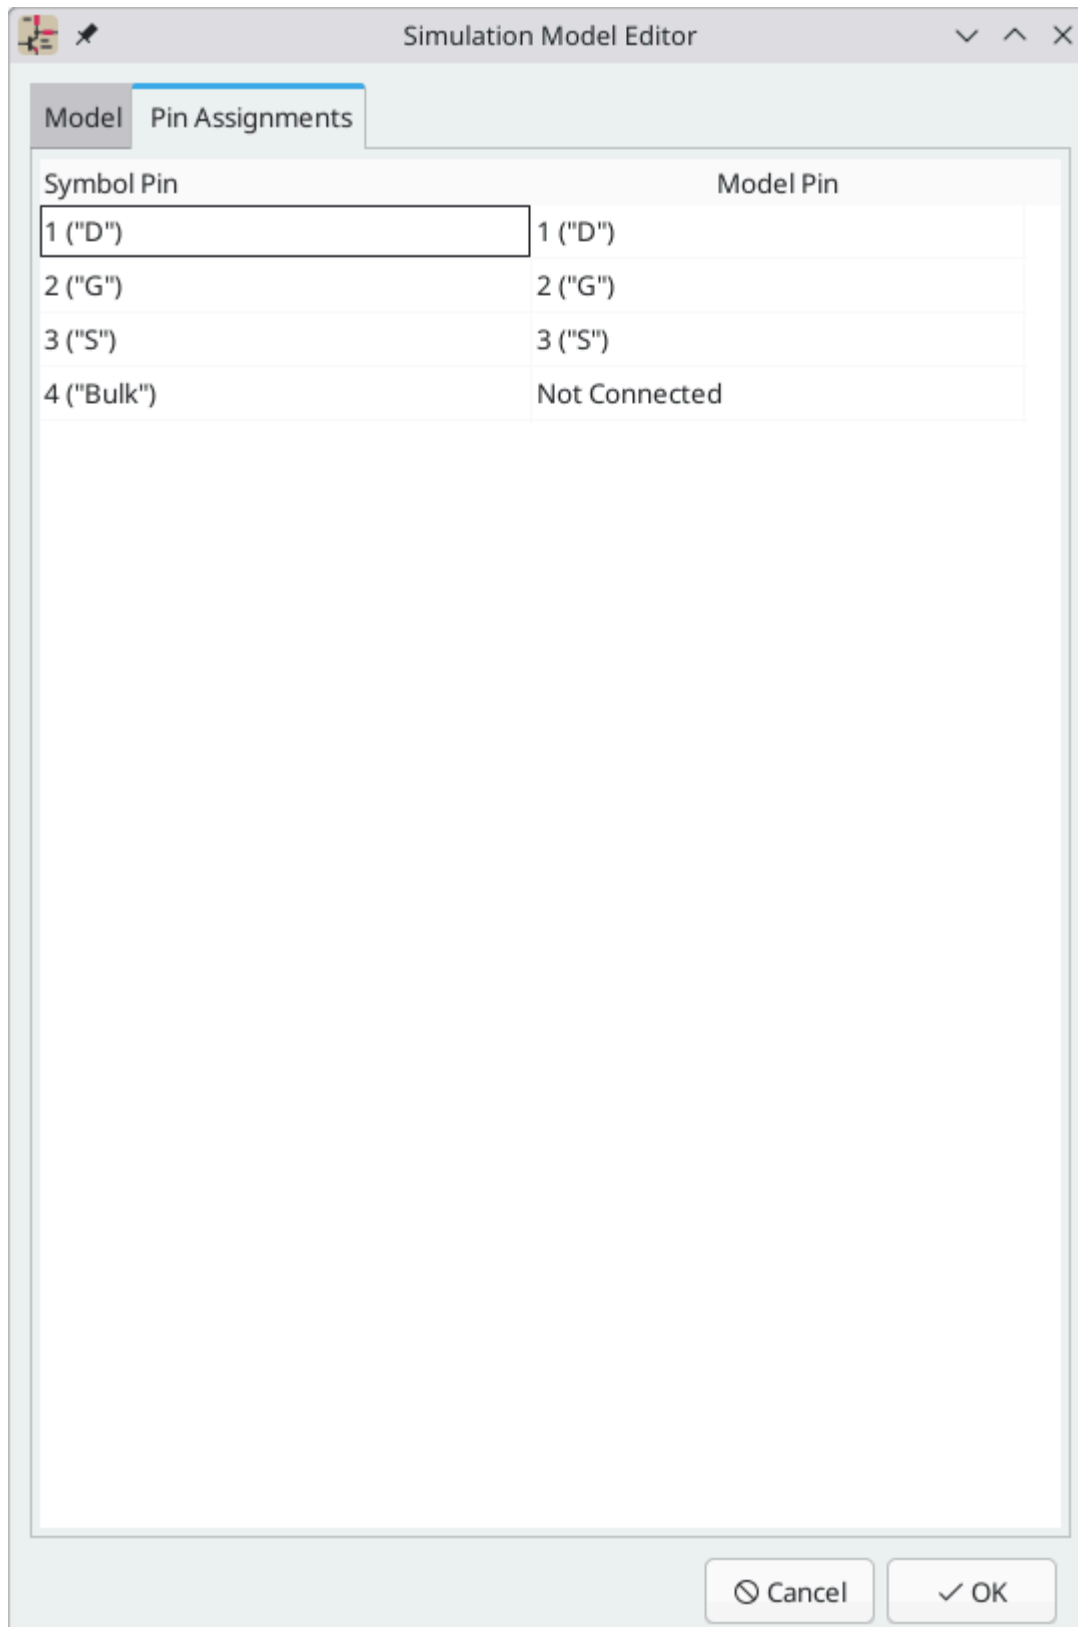 Simulation Model Editor
Model Pin Assignments
Symbol Pin Model Pin
1 ("D") 1 ("D")
2 ("G") 2 ("G")
3 ("S") 3 ("S")
4 ("Bulk") Not Connected
Cancel OK